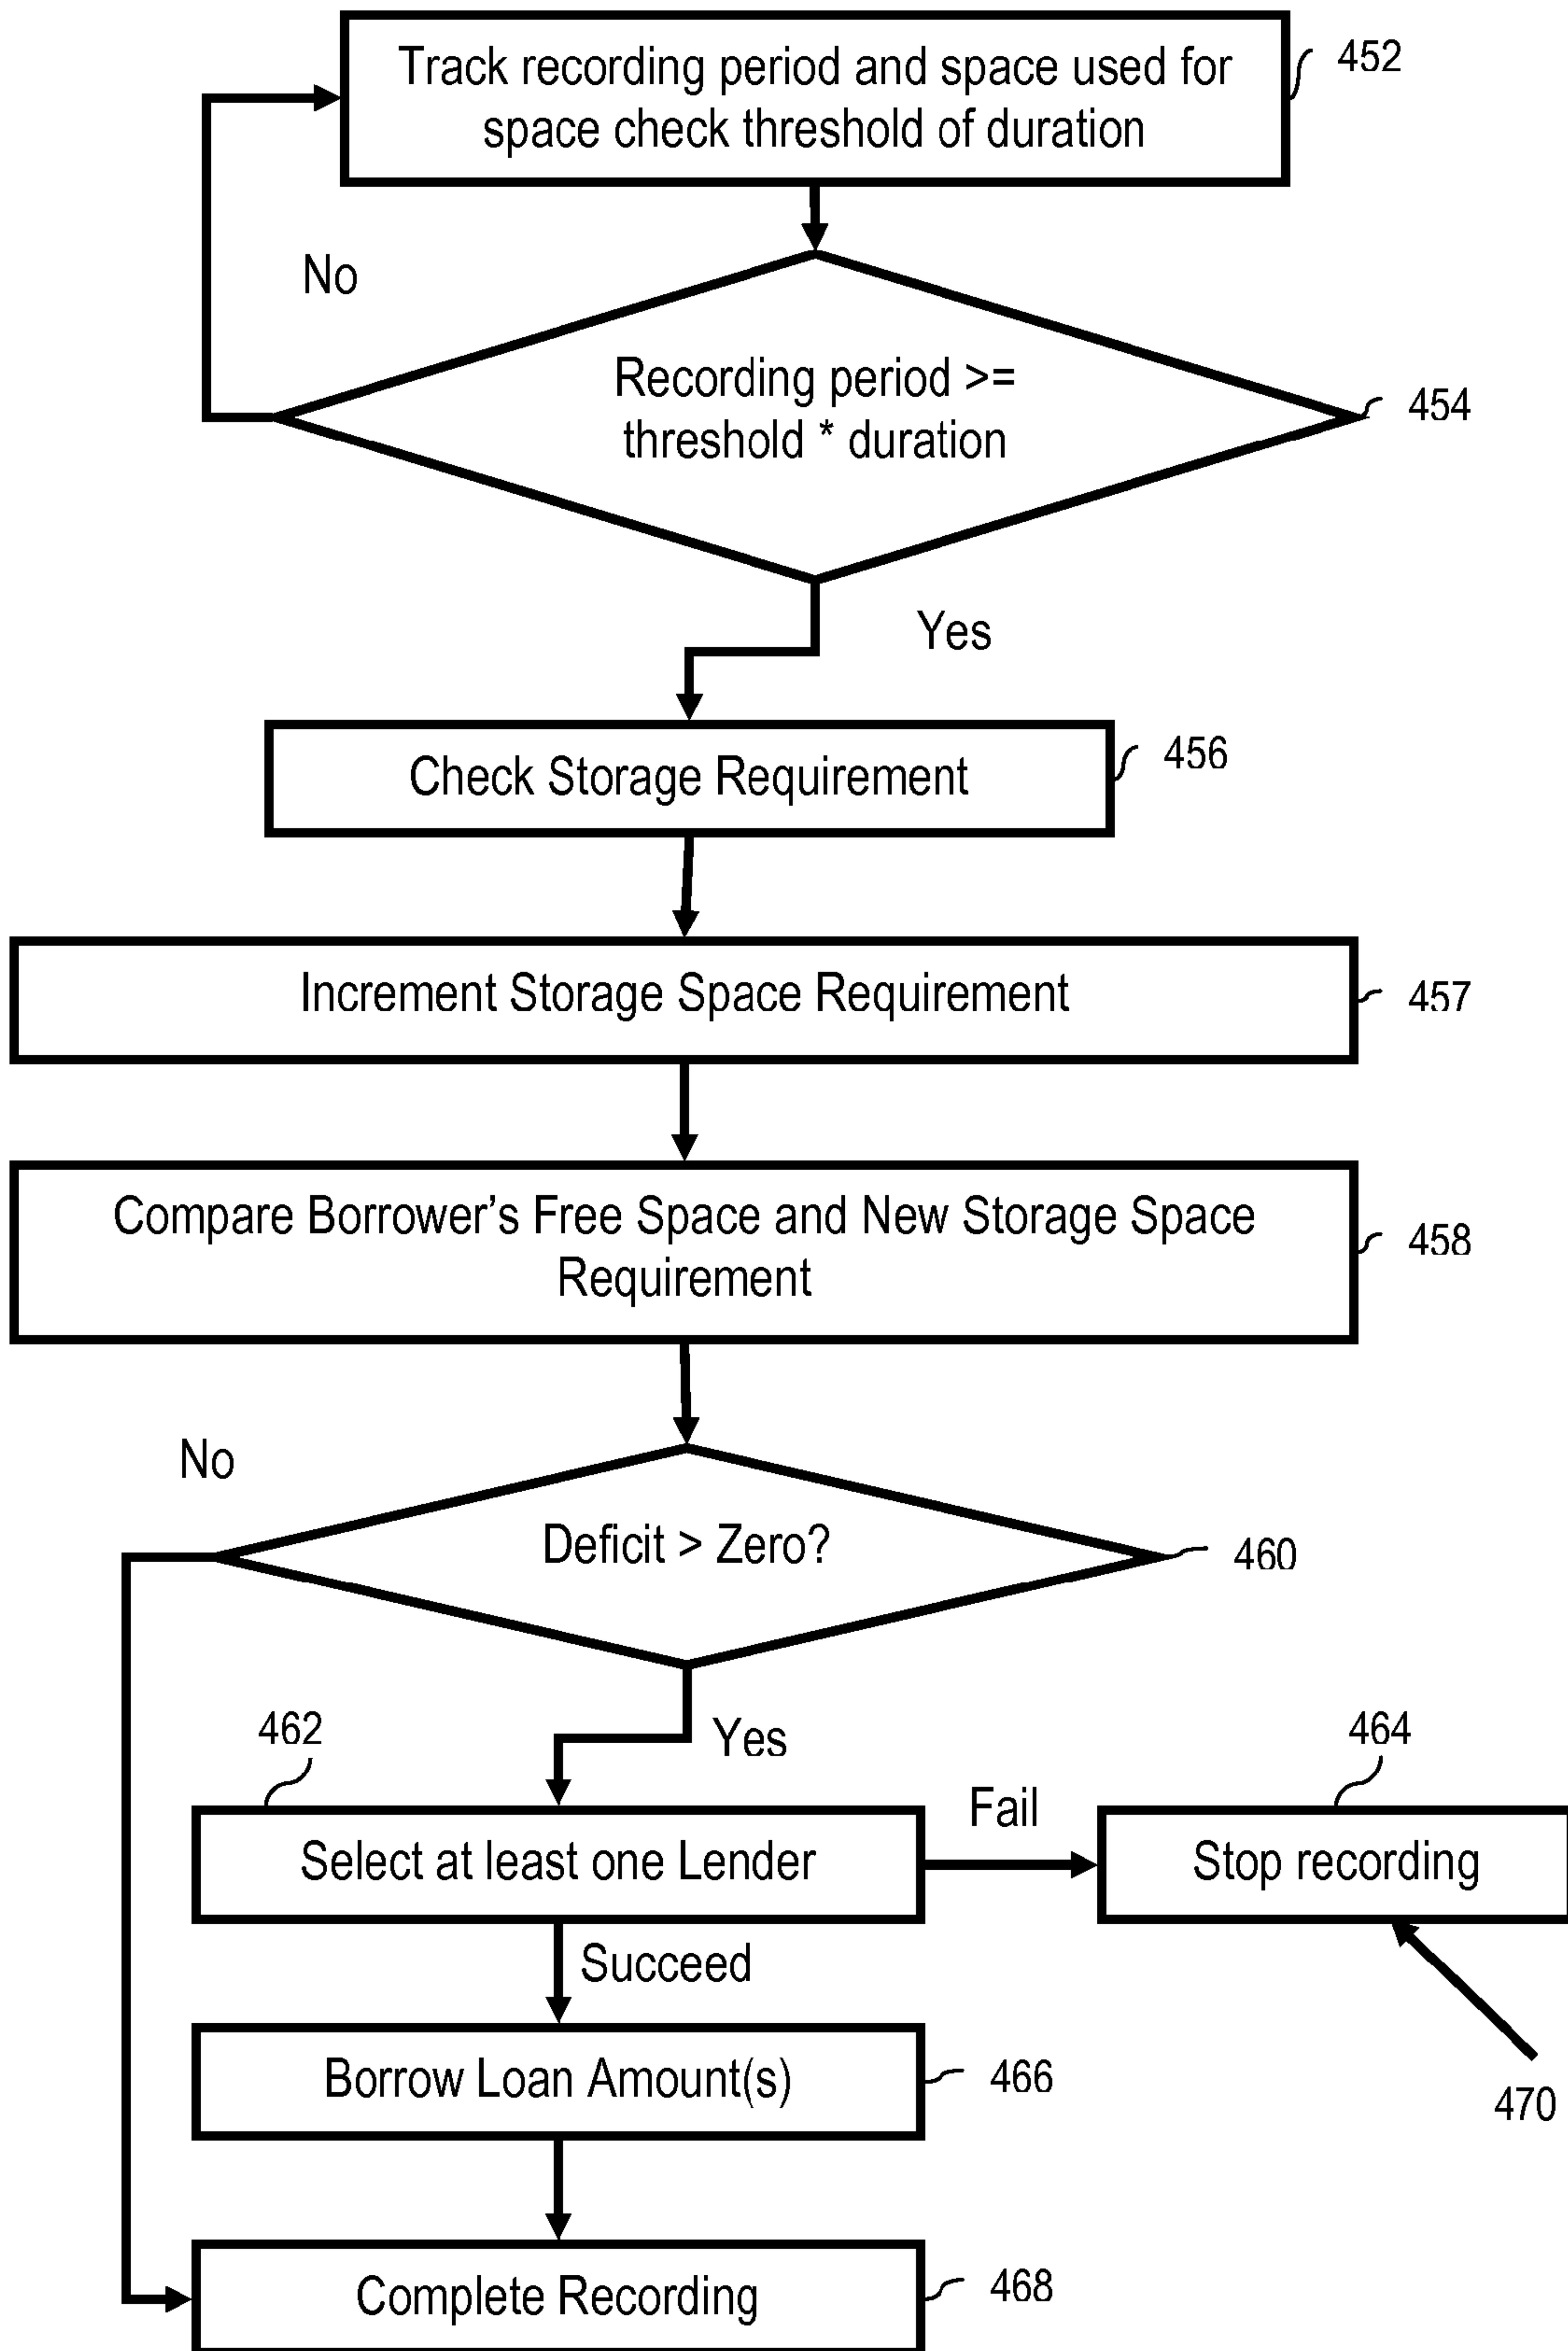 Track recording period and space used for
space check threshold of duration
452
No
Recording period >=
threshold * duration
454
Yes
Check Storage Requirement
456
Increment Storage Space Requirement
457
Compare Borrower’s Free Space and New Storage Space
Requirement
458
No
Deficit > Zero?
460
Yes
462
464
Select at least one Lender
Fail
Stop recording
Succeed
Borrow Loan Amount(s)
466
470
Complete Recording
468